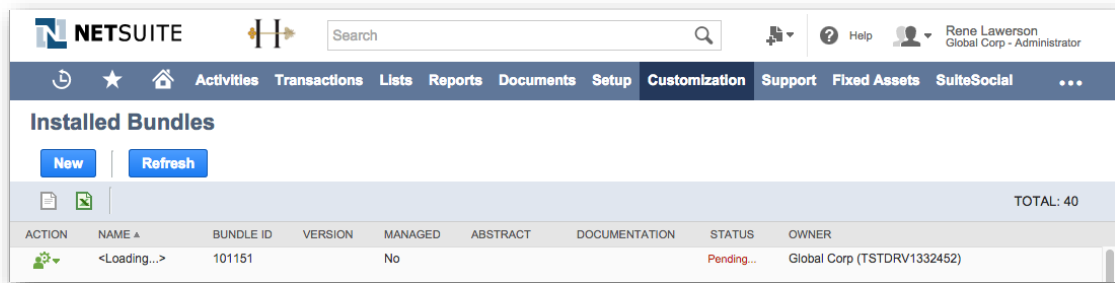 NETSUITE
Search
Help
Rene Lawerson
Global Corp - Administrator
Activities Transactions Lists Reports Documents Setup Customization Support Fixed Assets SuiteSocial ...
Installed Bundles
New Refresh
TOTAL: 40
ACTION NAME ▲ BUNDLE ID VERSION MANAGED ABSTRACT DOCUMENTATION STATUS OWNER
<Loading...> 101151 No Pending... Global Corp (TSTDRV1332452)